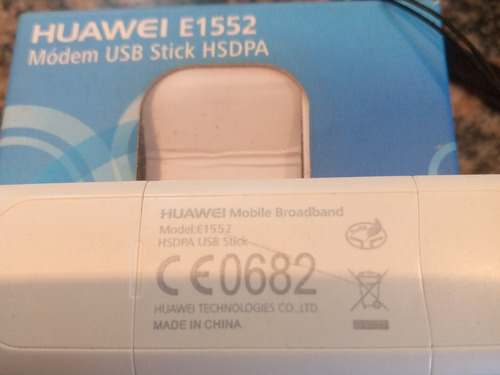 HUAWEI E1552
Módem USB Stick HSDPA
HUAWEI Mobile Broadband
Model:E1552
HSDPA USB Stick
CE0682
HUAWEI TECHNOLOGIES CO.,LTD
MADE IN CHINA